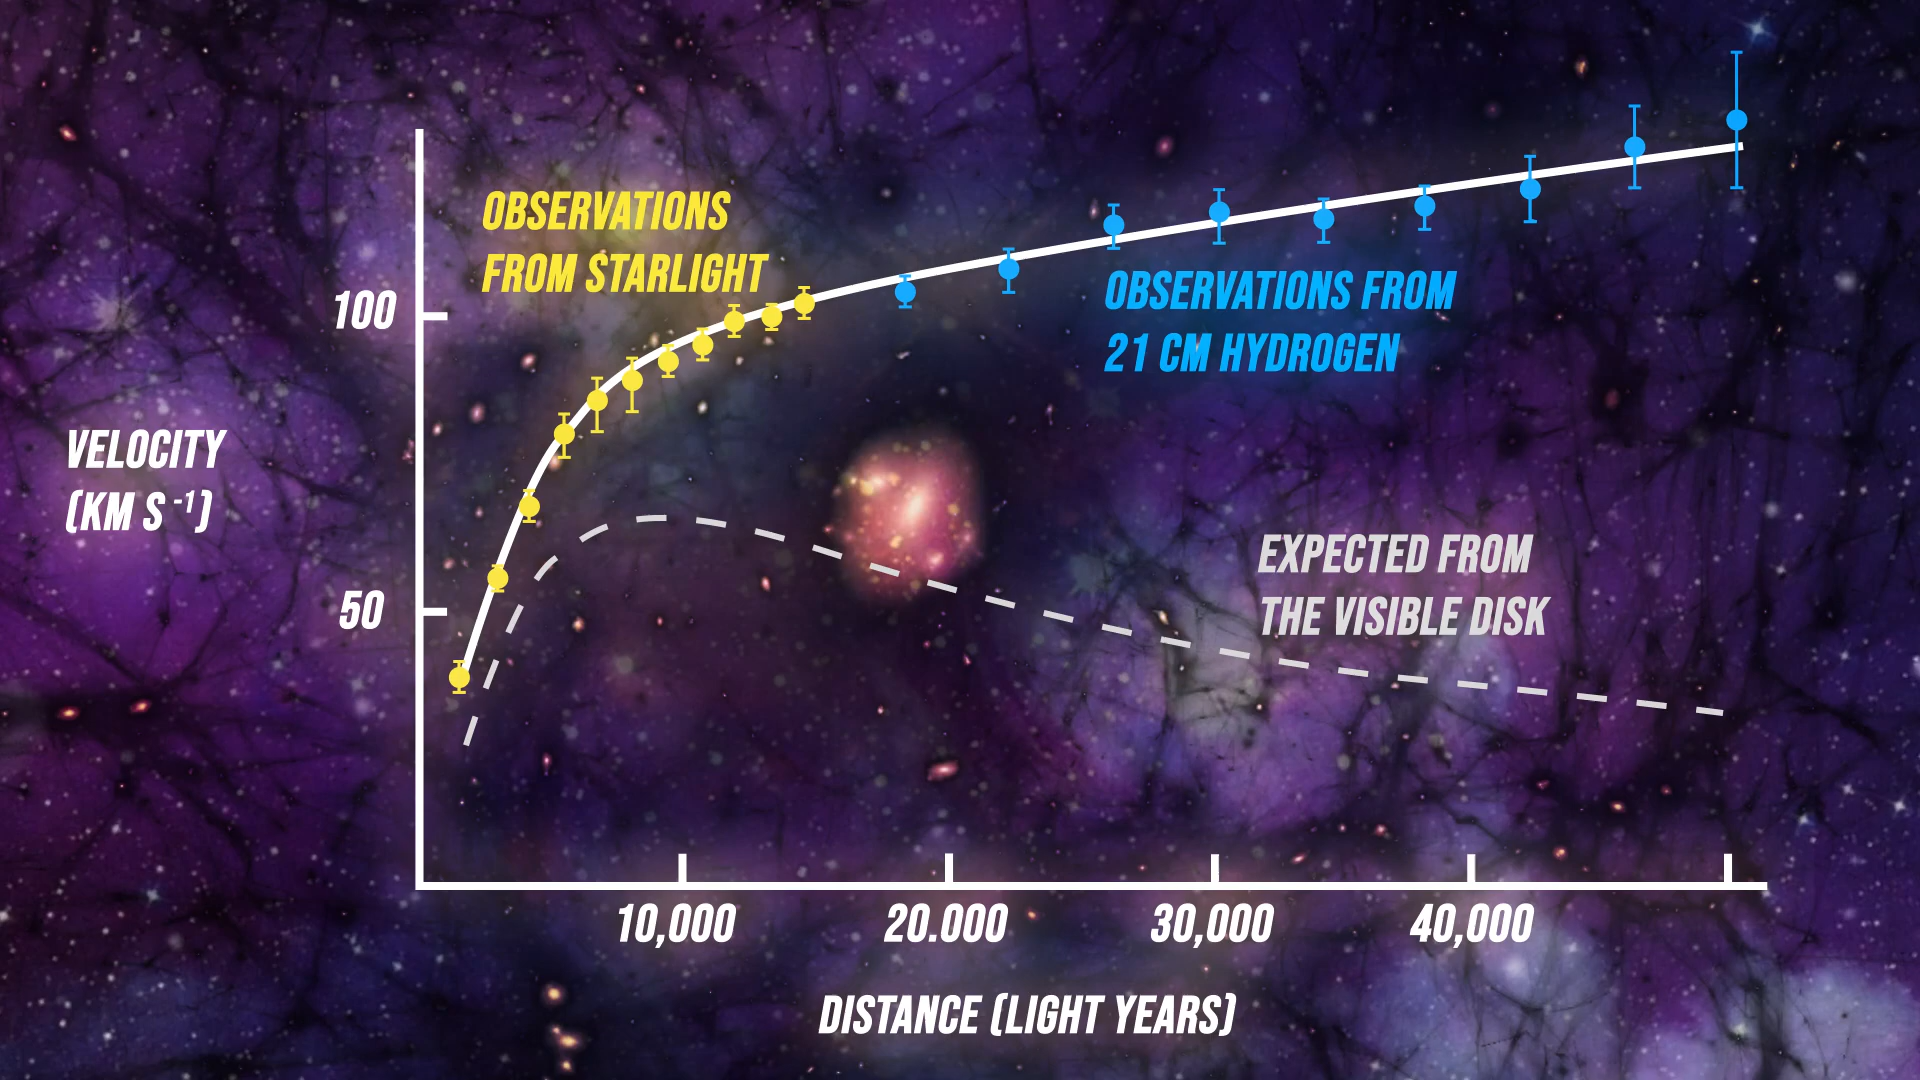 OBSERVATIONS
FROM STARLIGHT
OBSERVATIONS FROM
21 CM HYDROGEN
100
VELOCITY
(KM S -1)
EXPECTED FROM
THE VISIBLE DISK
50
10,000 20.000 30,000 40,000
DISTANCE (LIGHT YEARS)